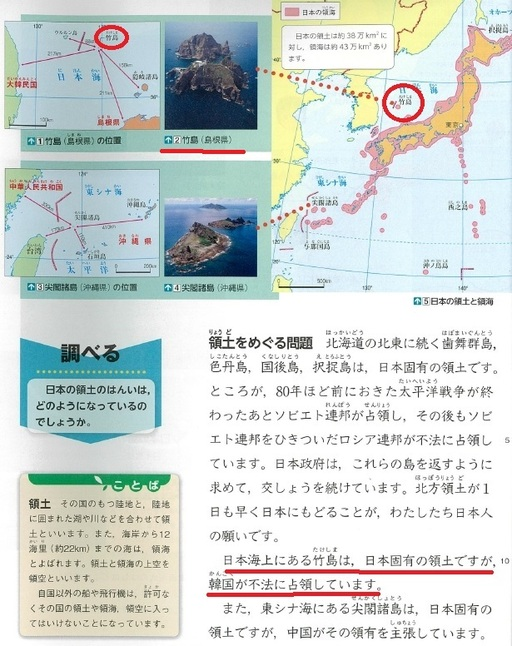 日本の領土
日本の領土は約38万km²に
対し，領海は約43万km²あり
ます。
竹島
日本海
大韓民国
隠岐諸島
島根県
1 竹島（島根県）の位置
2 竹島（島根県）
竹島
東京
中華人民共和国
東シナ海
沖縄島
尖閣諸島
台湾
石垣島
沖縄県
太平洋
3 尖閣諸島（沖縄県）の位置
4 尖閣諸島（沖縄県）
東シナ海
尖閣諸島
与那国島
沖ノ鳥島
5 日本の領土と領海
調べる
日本の領土のはんいは，
どのようになっているの
でしょうか。
ことば
領土　その国のもつ陸地と，陸地
に囲まれた湖や川などを合わせて領
土といいます。また，海岸から12
海里（約22km）までの海は，領海
とよばれます。領土と領海の上空を
領空といいます。
自国以外の船や飛行機は，許可な
くその国の領土や領海，領空に入っ
てはいけないことになっています。
領土をめぐる問題　北海道の北東に続く歯舞群島，
色丹島，国後島，択捉島は，日本固有の領土です。
ところが，80年ほど前におきた太平洋戦争が終
わったあとソビエト連邦が占領し，その後もソビ
エト連邦をひきついだロシア連邦が不法に占領し
ています。日本政府は，これらの島を返すように
求めて，交しょうを続けています。北方領土が1
日も早く日本にもどることが，わたしたち日本人
の願いです。
日本海上にある竹島は，日本固有の領土ですが，
韓国が不法に占領しています。
また，東シナ海にある尖閣諸島は，日本固有の
領土ですが，中国がその領有を主張しています。
5
10